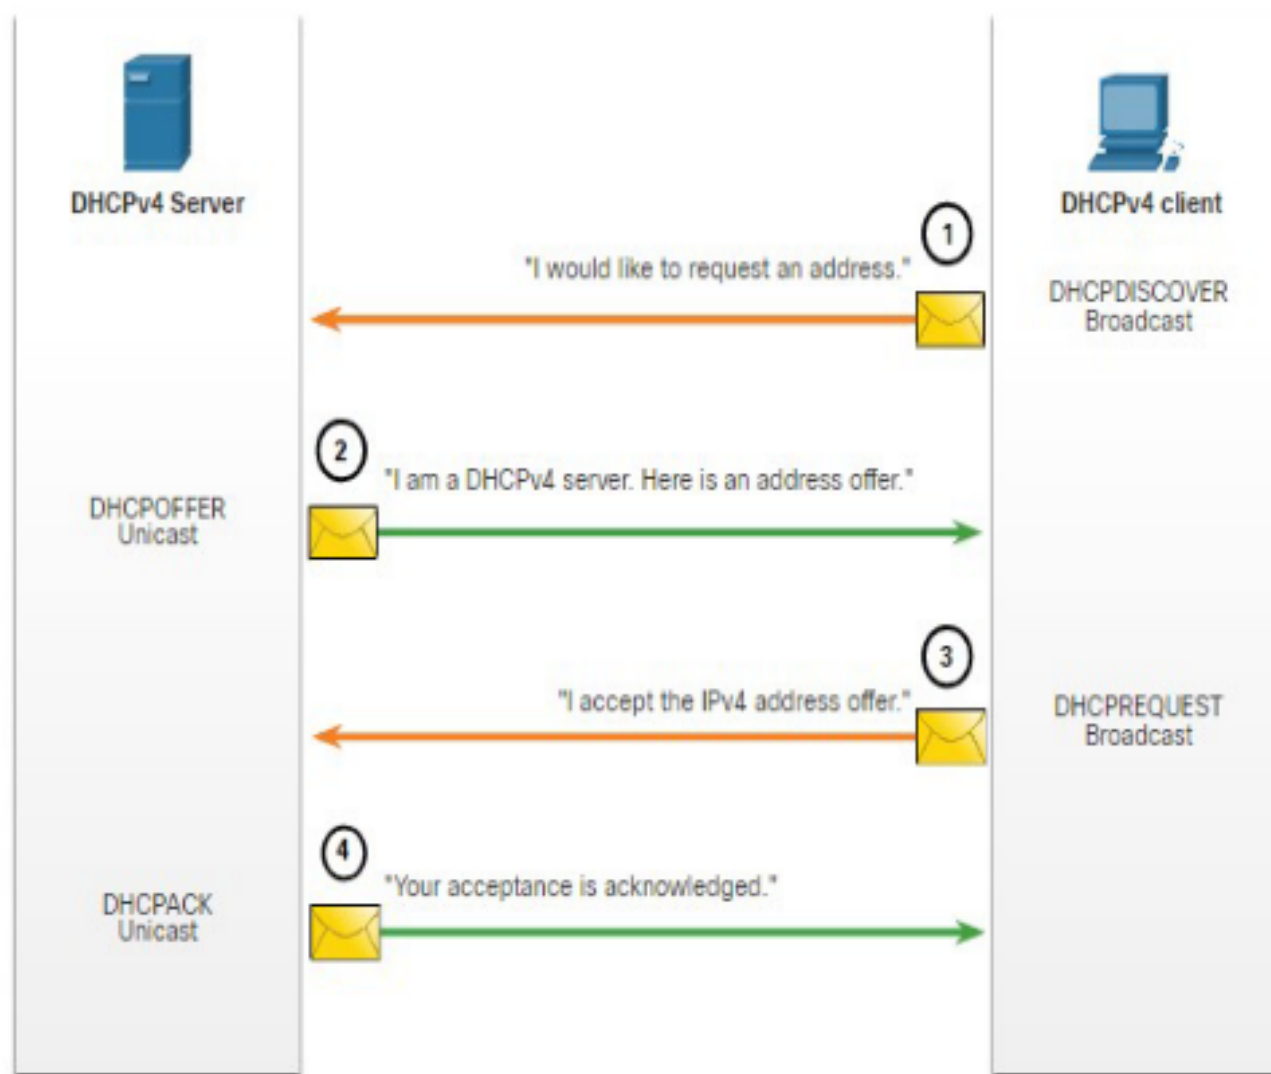 DHCPv4 Server
DHCPv4 client
1
"I would like to request an address."
DHCPDISCOVER
Broadcast
2
"I am a DHCPv4 server. Here is an address offer."
DHCPOFFER
Unicast
3
"I accept the IPv4 address offer."
DHCPREQUEST
Broadcast
4
"Your acceptance is acknowledged."
DHCPACK
Unicast